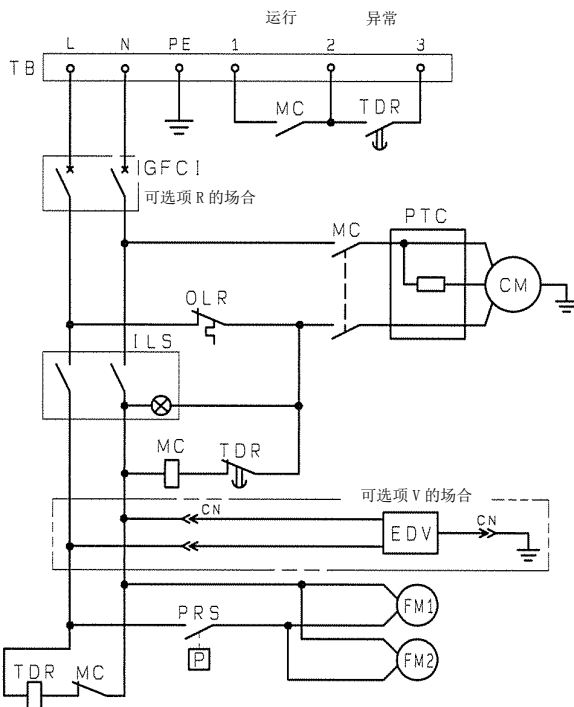 运行 异常
L N PE 1 2 3
TB
MC TDR
GFCI
可选项 R 的场合
PTC
MC
CM
OLR
ILS
MC TDR
可选项 V 的场合
CN
EDV CN
FM1
PRS
P
FM2
TDR MC